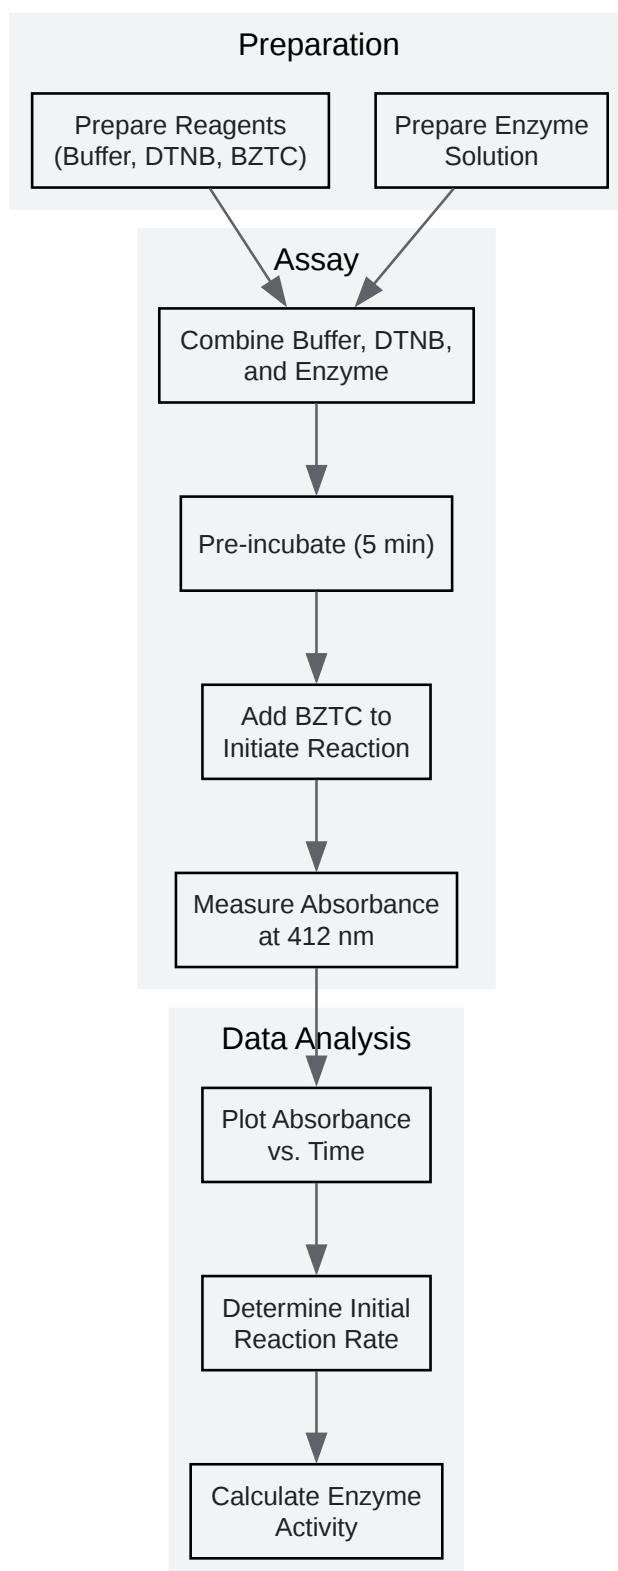 Preparation
Prepare Reagents
(Buffer, DTNB, BZTC)
Prepare Enzyme
Solution
Assay
Combine Buffer, DTNB,
and Enzyme
Pre-incubate (5 min)
Add BZTC to
Initiate Reaction
Measure Absorbance
at 412 nm
Data Analysis
Plot Absorbance
vs. Time
Determine Initial
Reaction Rate
Calculate Enzyme
Activity